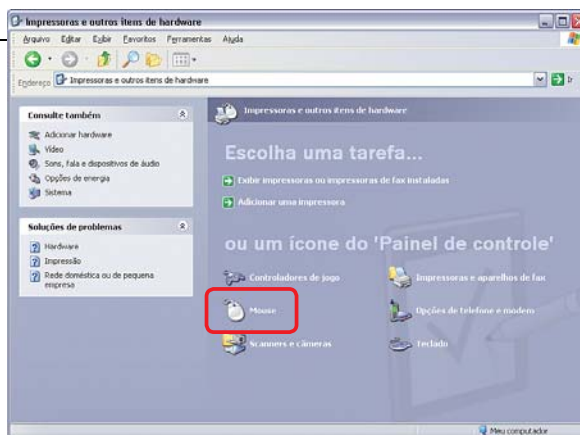 Impressoras e outros itens de hardware
Arquivo Editar Exibir Favoritos Ferramentas Ajuda
Endereço Impressoras e outros itens de hardware Ir
Consulte também
Adicionar hardware
Vídeo
Sons, fala e dispositivos de áudio
Opções de energia
Sistema
Soluções de problemas
Hardware
Impressão
Rede doméstica ou de pequena
empresa
Impressoras e outros itens de hardware
Escolha uma tarefa...
Exibir impressoras ou impressoras de fax instaladas
Adicionar uma impressora
ou um ícone do 'Painel de controle'
Controladores de jogo
Impressoras e aparelhos de fax
Mouse
Opções de telefone e modem
Scanners e câmeras
Teclado
Meu computador